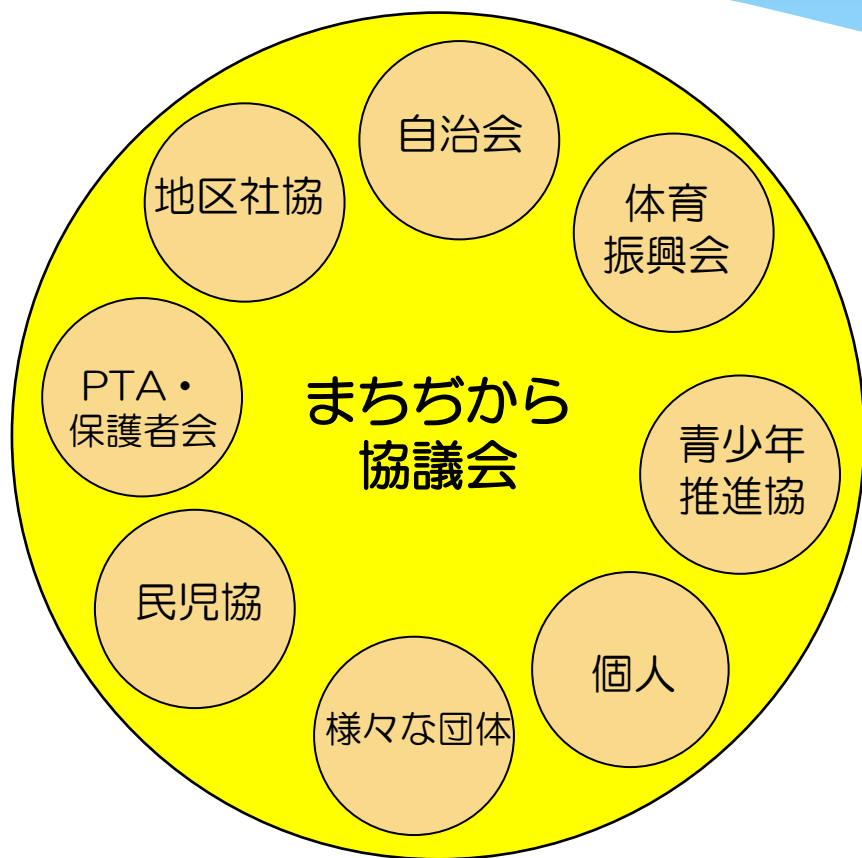 自治会
地区社協
体育
振興会
PTA・
保護者会
まちぢから
協議会
青少年
推進協
民児協
個人
様々な団体